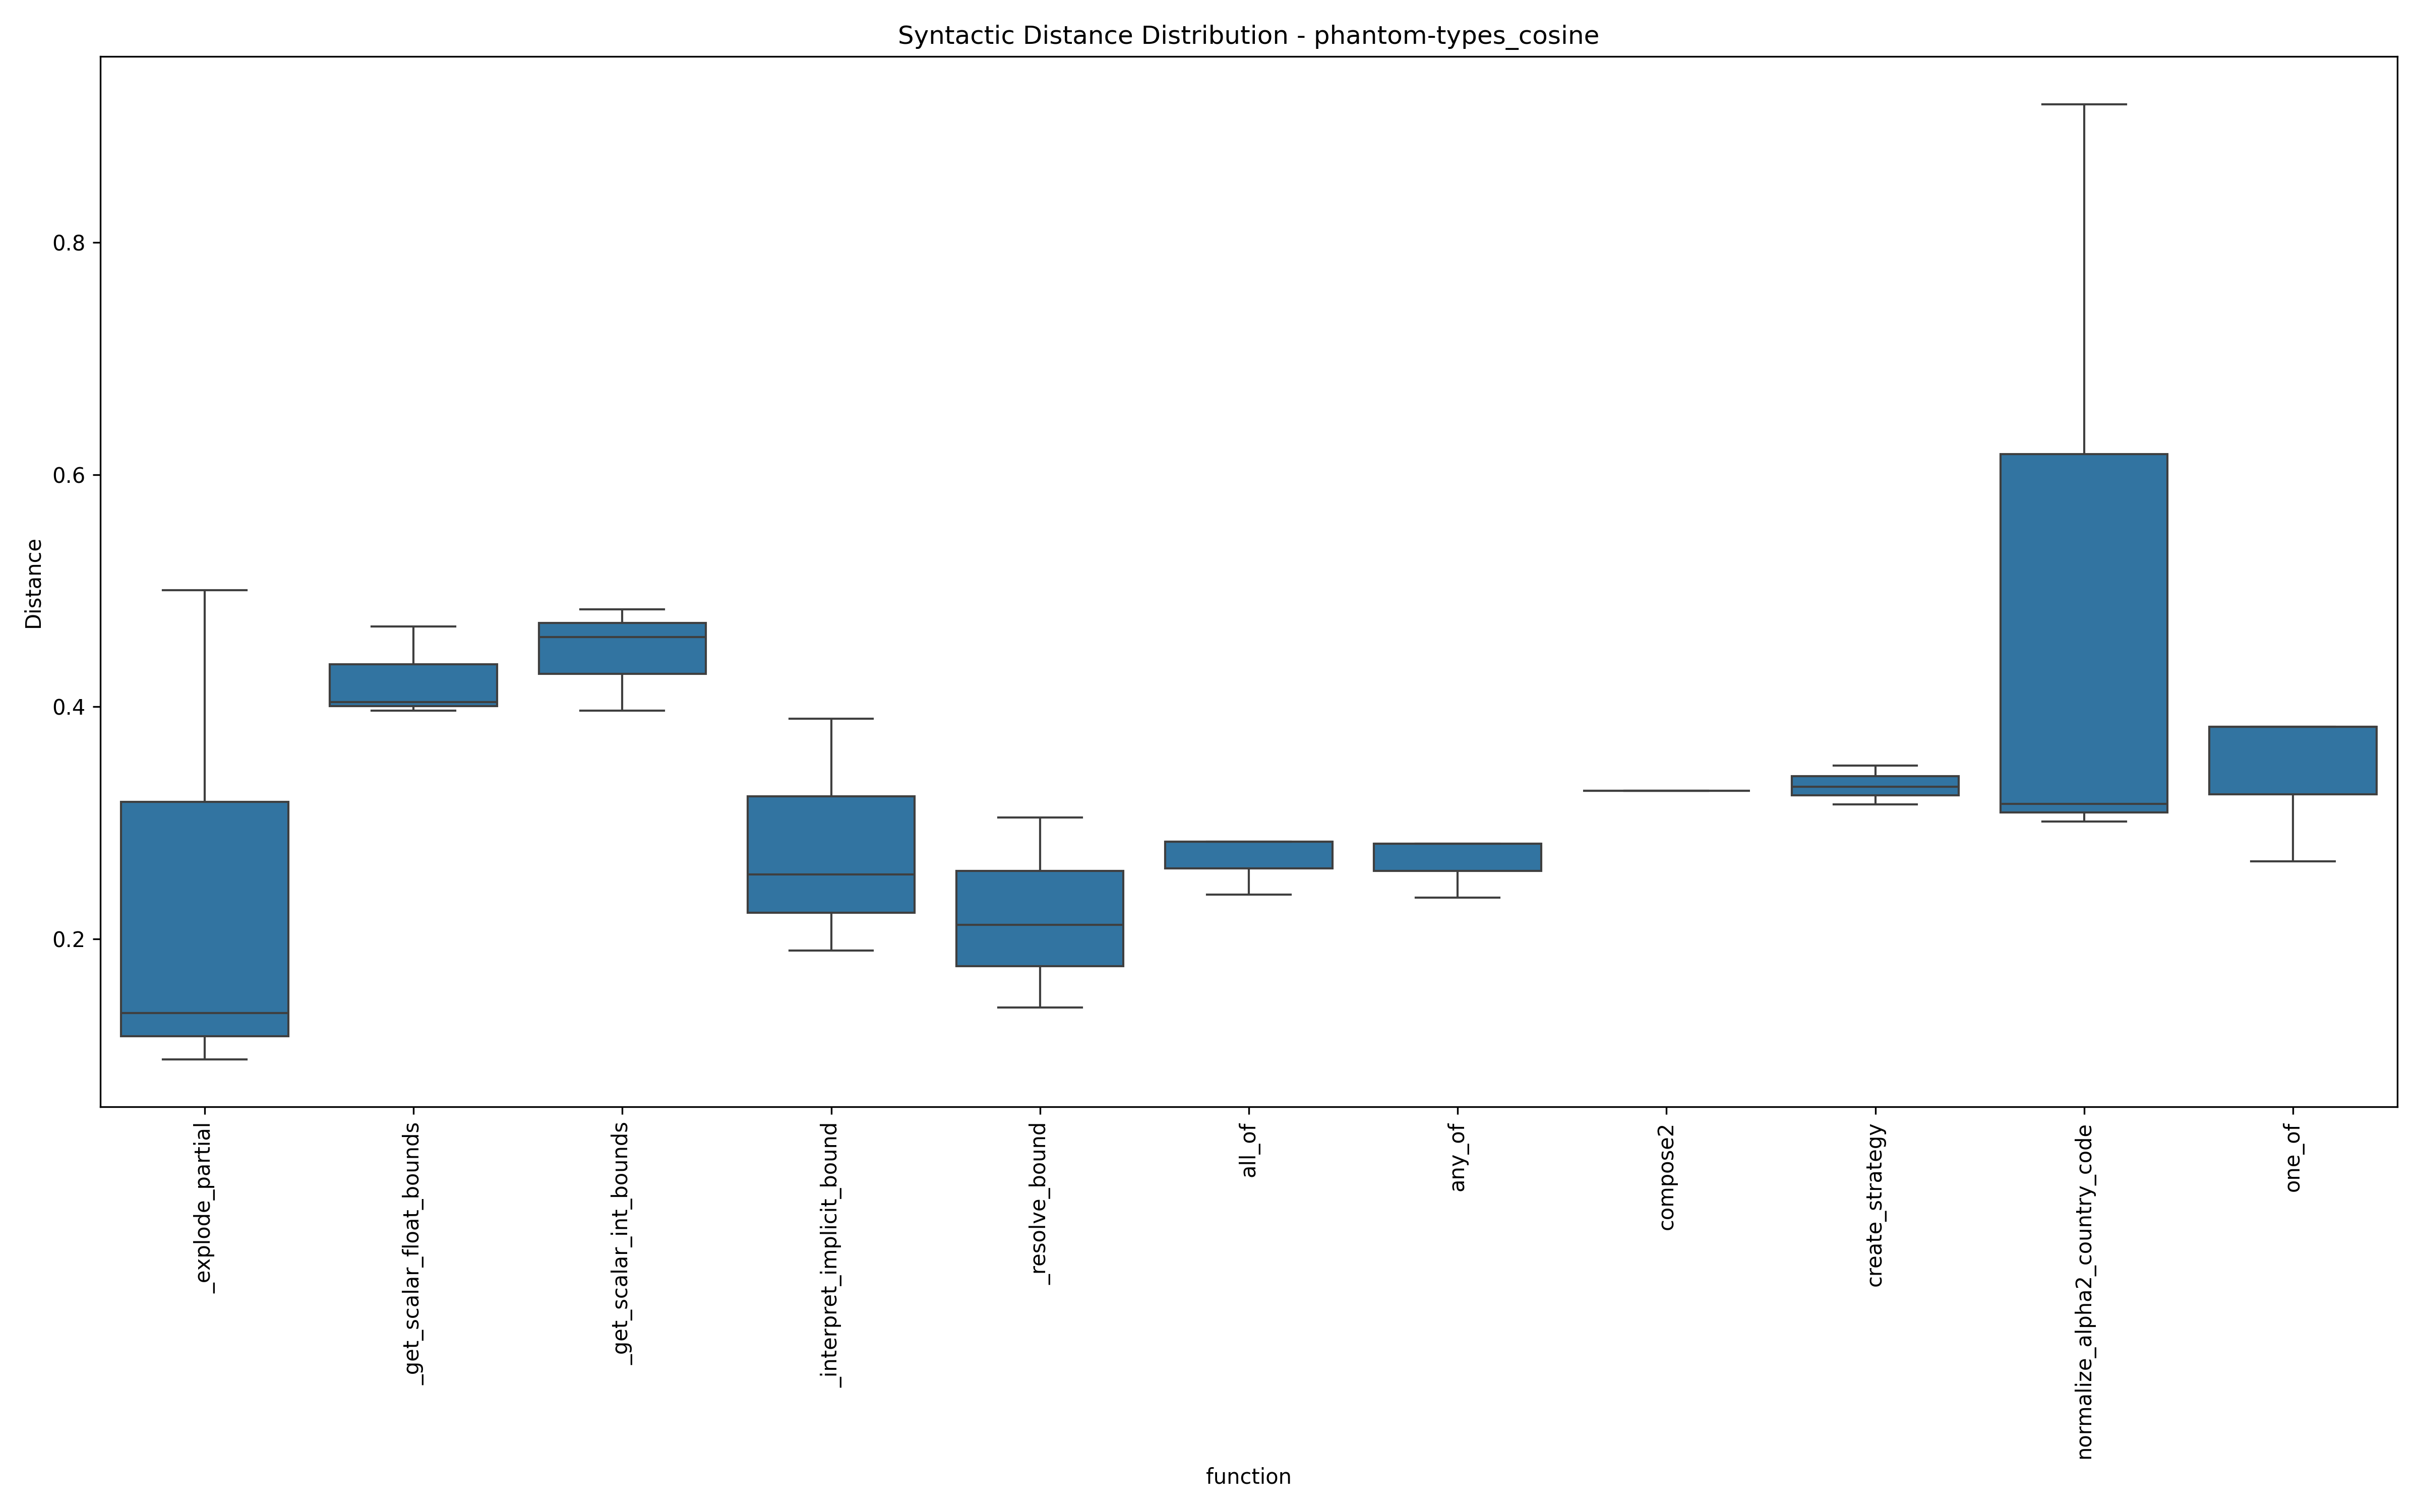 Syntactic Distance Distribution - phantom-types_cosine
Distance
0.8
0.6
0.4
0.2
_explode_partial
_get_scalar_float_bounds
_get_scalar_int_bounds
_interpret_implicit_bound
_resolve_bound
all_of
any_of
compose2
create_strategy
normalize_alpha2_country_code
one_of
function